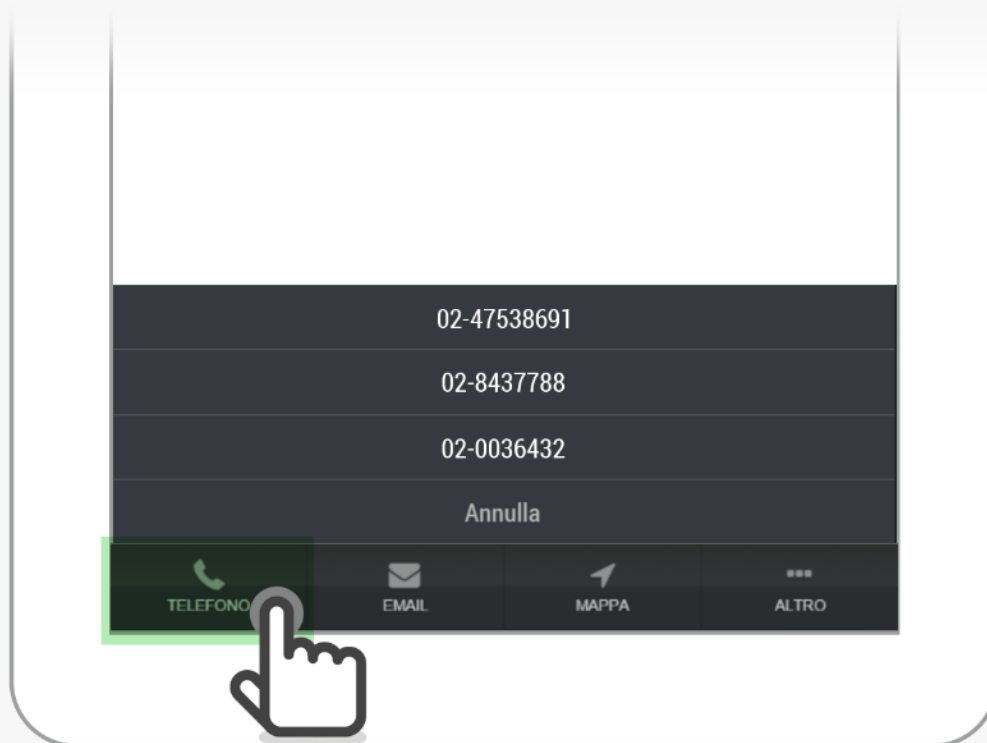 02-47538691
02-8437788
02-0036432
Annulla
TELEFONO EMAIL MAPPA ALTRO